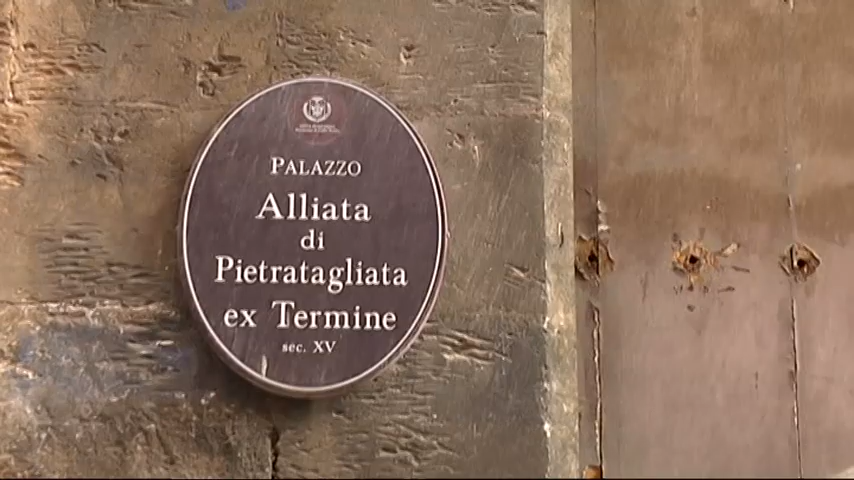 PALAZZO
Alliata
di
Pietratagliata
ex Termine
sec. XV